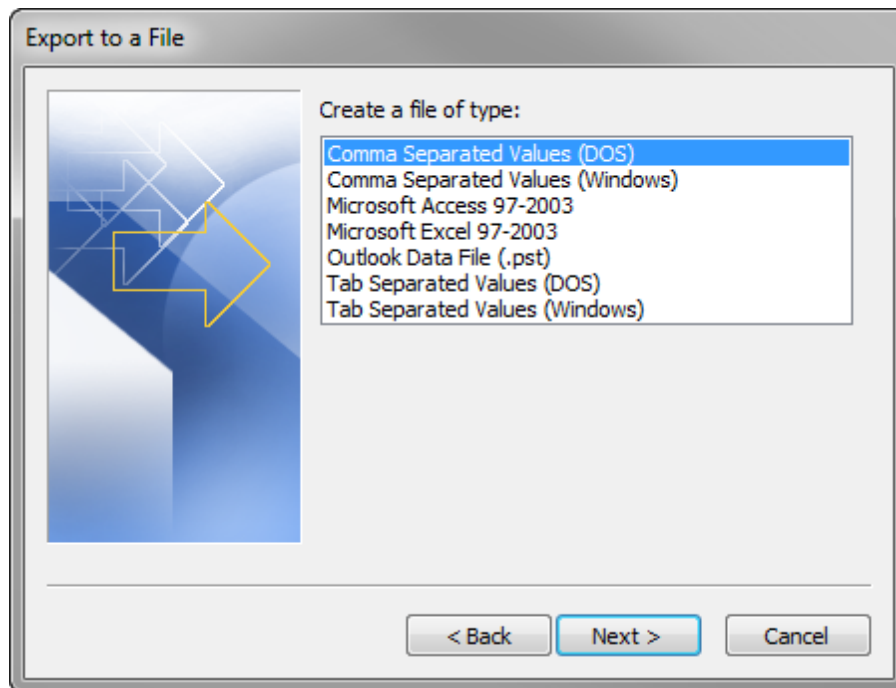 Export to a File
Create a file of type:
Comma Separated Values (DOS)
Comma Separated Values (Windows)
Microsoft Access 97-2003
Microsoft Excel 97-2003
Outlook Data File (.pst)
Tab Separated Values (DOS)
Tab Separated Values (Windows)
< Back Next > Cancel